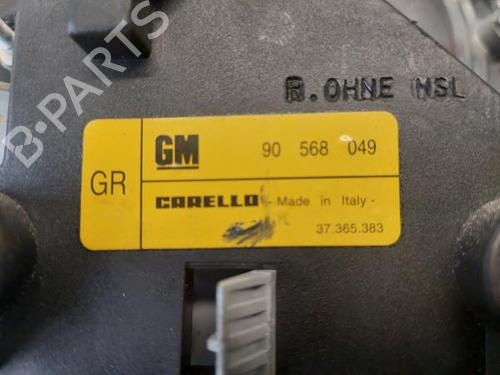 B-PARTS
R. OHNE NSL
GM 90 568 049
GR
CARELLO - Made in Italy -
37.365.383